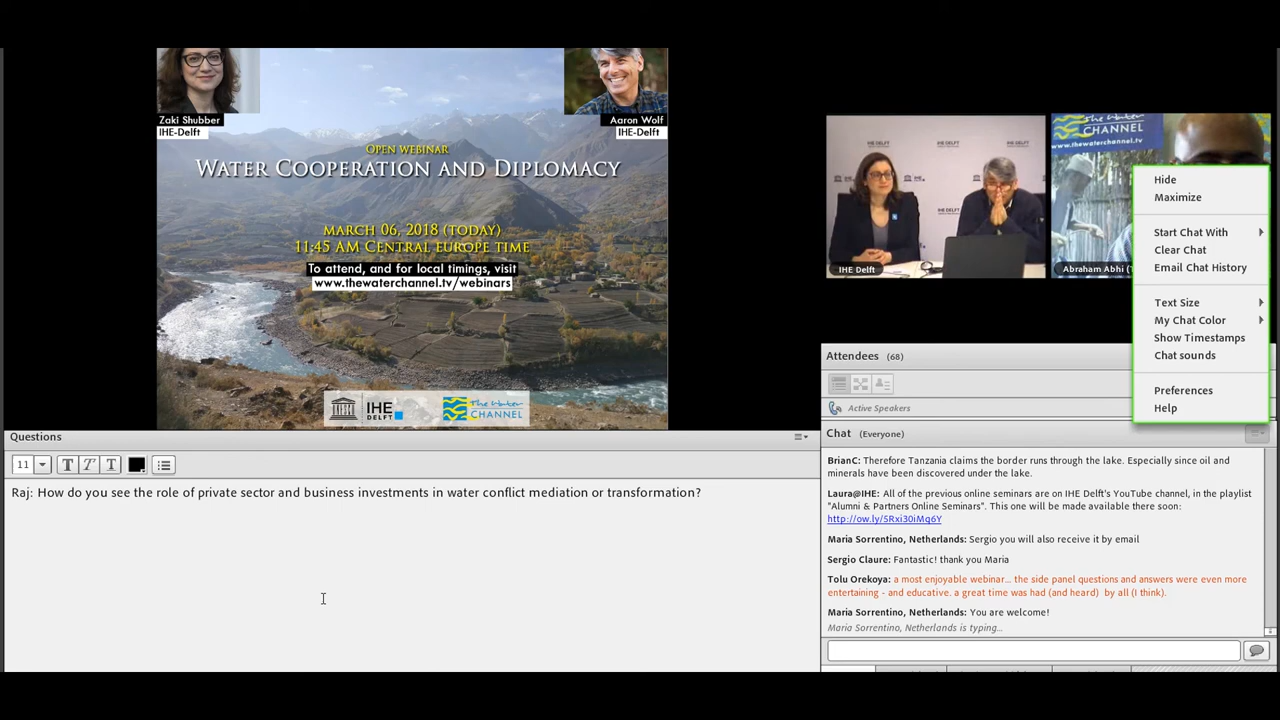 Zaki Shubber
IHE-Delft
Aaron Wolf
IHE-Delft
OPEN WEBINAR
WATER COOPERATION AND DIPLOMACY
MARCH 06, 2018 (TODAY)
11:45 AM CENTRAL EUROPE TIME
To attend, and for local timings, visit
www.thewaterchannel.tv/webinars
IHE
DELFT
the Water
CHANNEL
IHE DELFT
the Water
CHANNEL
www.thewaterchannel.tv
Abraham Abhi (T
Hide
Maximize
Start Chat With
Clear Chat
Email Chat History
Text Size
My Chat Color
Show Timestamps
Chat sounds
Preferences
Help
Attendees (68)
Active Speakers
Questions
11
T T T
Raj: How do you see the role of private sector and business investments in water conflict mediation or transformation?
Chat (Everyone)
BrianC: Therefore Tanzania claims the border runs through the lake. Especially since oil and
minerals have been discovered under the lake.
Laura@IHE: All of the previous online seminars are on IHE Delft's YouTube channel, in the playlist
"Alumni & Partners Online Seminars". This one will be made available there soon:
http://ow.ly/5Rxi30iMq6Y
Maria Sorrentino, Netherlands: Sergio you will also receive it by email
Sergio Claure: Fantastic! thank you Maria
Tolu Orekoya: a most enjoyable webinar... the side panel questions and answers were even more
entertaining - and educative. a great time was had (and heard) by all (I think).
Maria Sorrentino, Netherlands: You are welcome!
Maria Sorrentino, Netherlands is typing...